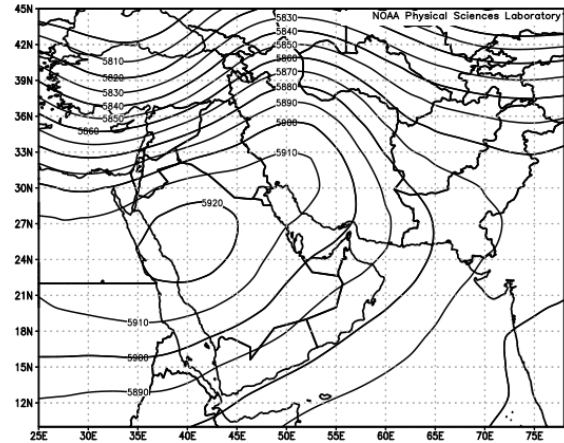 NOAA Physical Sciences Laboratory
45N
42N
39N
36N
33N
30N
27N
24N
21N
18N
15N
12N
5830
5840
5850
5860
5870
5880
5890
5900
5910
5810
5820
5830
5840
5850
5860
5920
5910
5900
5890
25E
30E
35E
40E
45E
50E
55E
60E
65E
70E
75E